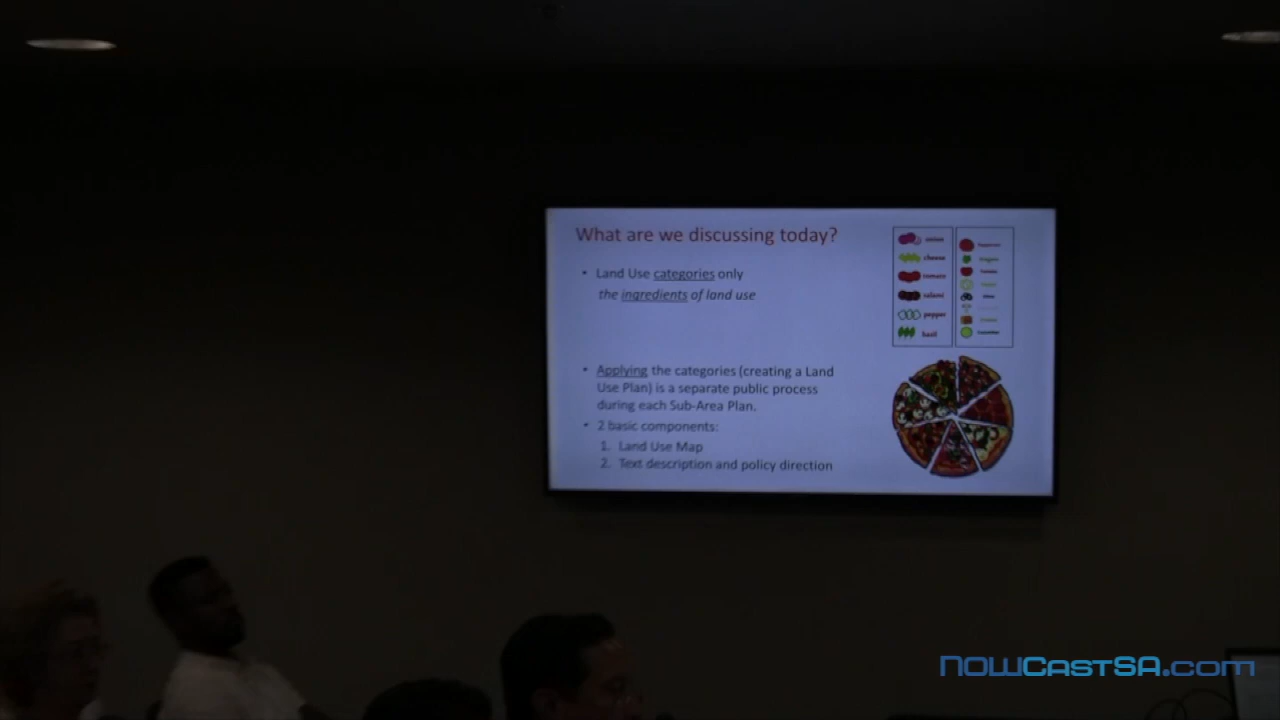 What are we discussing today?
• Land Use categories only
the ingredients of land use
• Applying the categories (creating a Land
Use Plan) is a separate public process
during each Sub-Area Plan.
• 2 basic components:
1. Land Use Map
2. Text description and policy direction
onion
cheese
tomato
salami
pepper
basil
nowcastsa.com